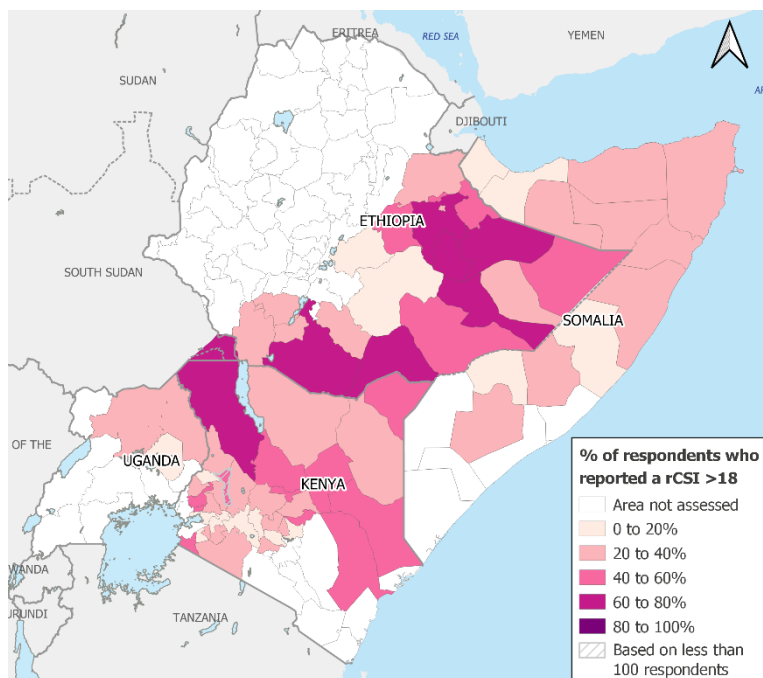 ERITREA
RED SEA
YEMEN
SUDAN
DJIBOUTI
ETHIOPIA
SOUTH SUDAN
SOMALIA
OF THE
UGANDA
KENYA
TANZANIA
% of respondents who
reported a rCSI >18
Area not assessed
0 to 20%
20 to 40%
40 to 60%
60 to 80%
80 to 100%
Based on less than
100 respondents